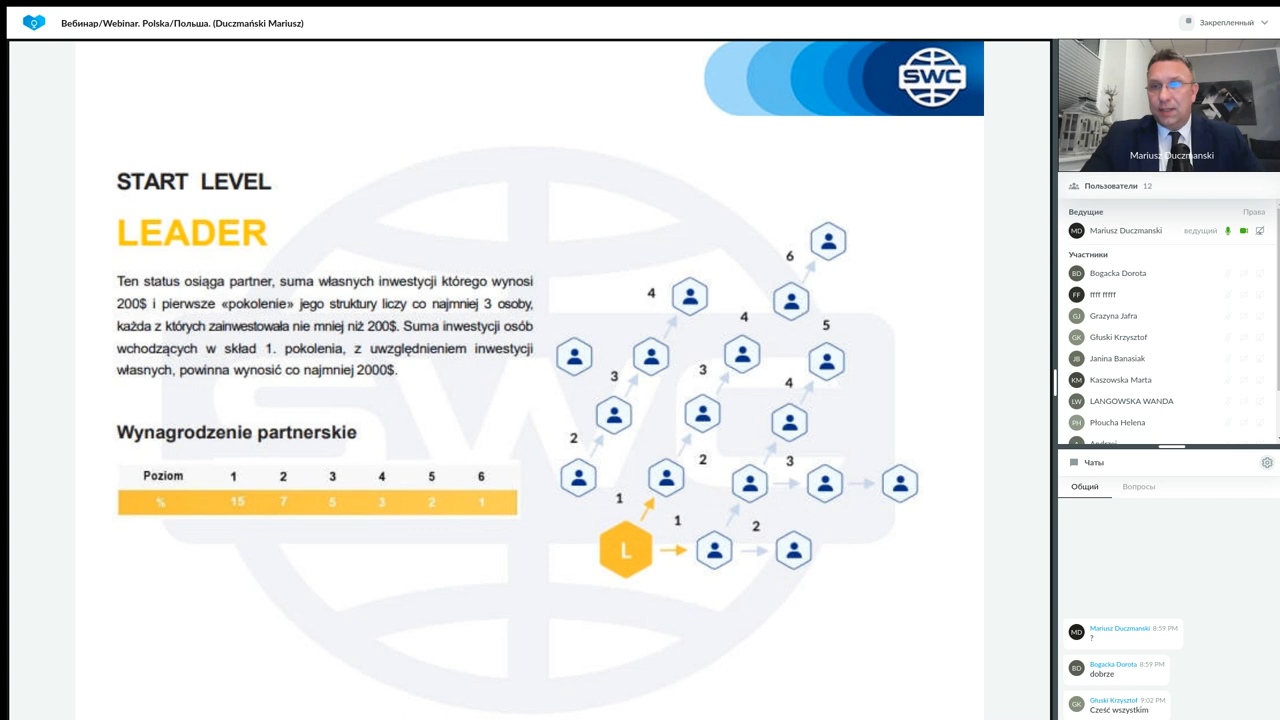 Вебинар/Webinar. Polska/Польша. (Duczmański Mariusz)
Закрепленный
SWC
START LEVEL
LEADER
Ten status osiąga partner, suma własnych inwestycji którego wynosi
200$ i pierwsze «pokolenie» jego struktury liczy co najmniej 3 osoby,
każda z których zainwestowała nie mniej niż 200$. Suma inwestycji osób
wchodzących w skład 1. pokolenia, z uwzględnieniem inwestycji
własnych, powinna wynosić co najmniej 2000$.
Wynagrodzenie partnerskie
Poziom 1 2 3 4 5 6
% 15 7 5 3 2 1
6
4
4
5
3
3
4
2
2
3
1
1
2
L
SWC
Mariusz Duczmanski
Пользователи 12
Ведущие Права
MD Mariusz Duczmanski ведущий
Участники
BD Bogacka Dorota
FF ffff fffff
GJ Grazyna Jafra
GK Głuski Krzysztof
JB Janina Banasiak
KM Kaszowska Marta
LW LANGOWSKA WANDA
PH Płoucha Helena
Чаты
Общий Вопросы
MD Mariusz Duczmanski 8:59 PM
?
BD Bogacka Dorota 8:59 PM
dobrze
GK Głuski Krzysztof 9:02 PM
Cześć wszystkim